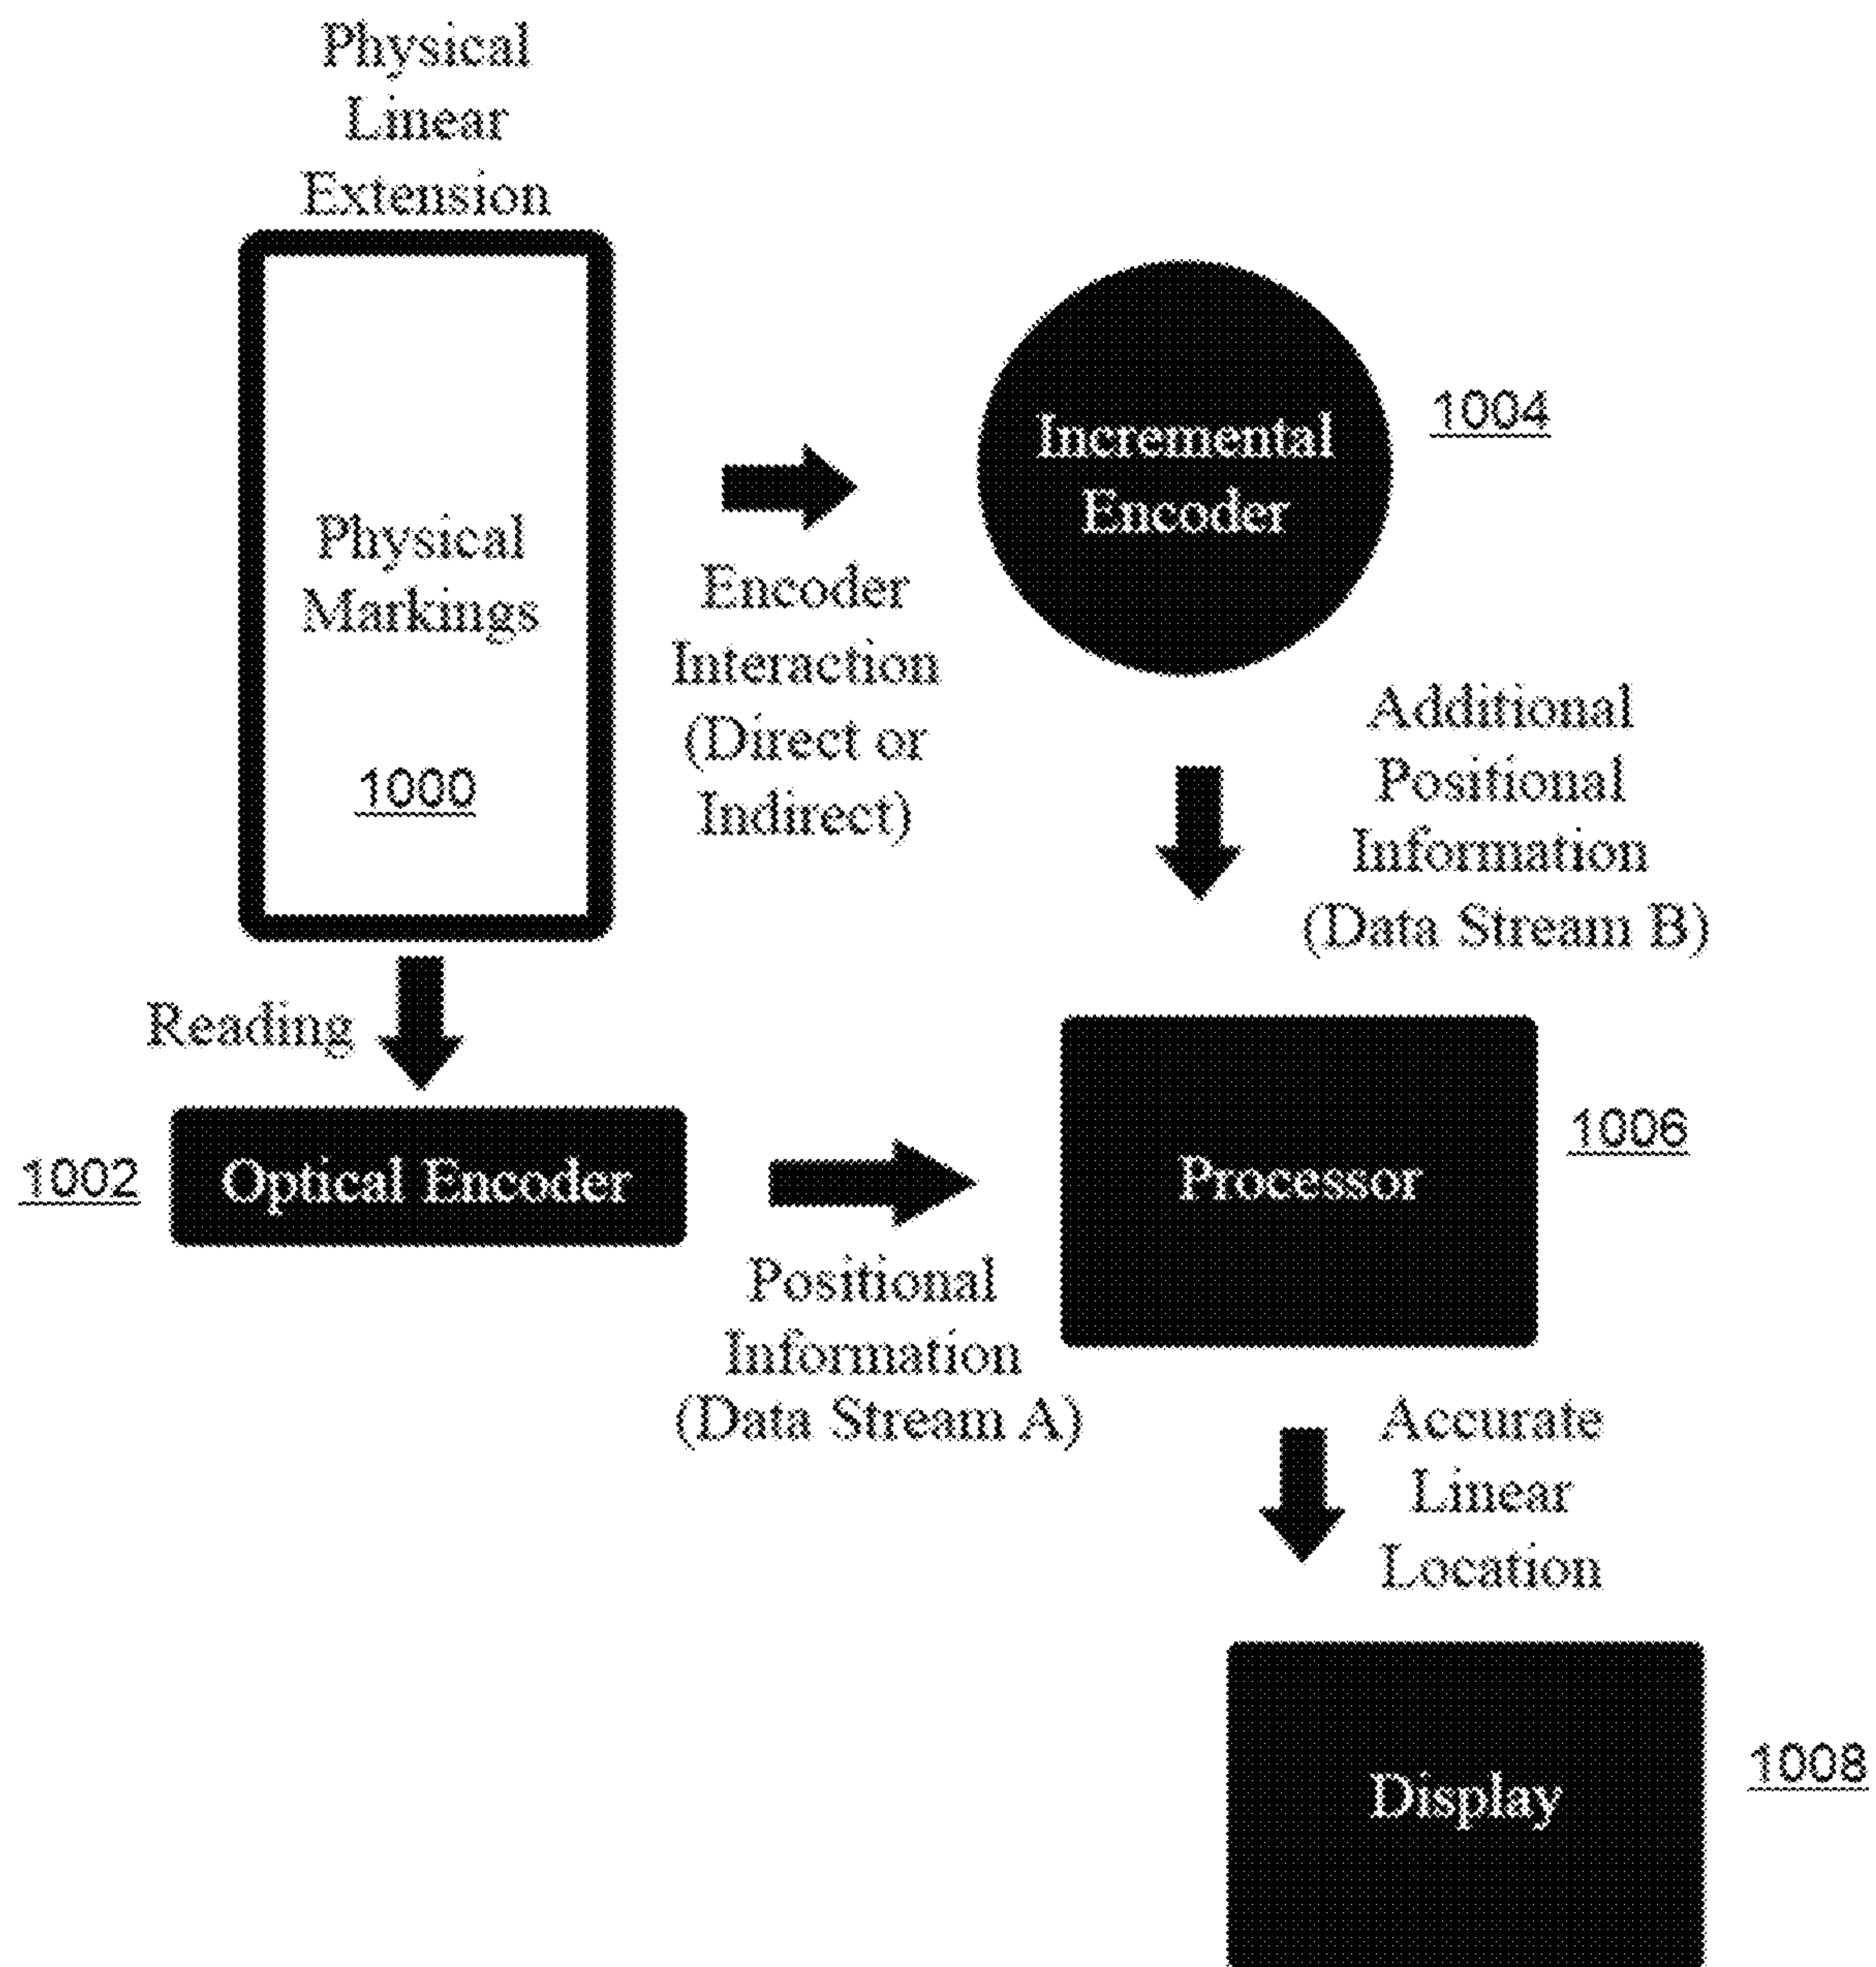 Physical
Linear
Extension
Physical
Markings
1000
Encoder
Interaction
(Direct or
Indirect)
Incremental
Encoder
1004
Additional
Positional
Information
(Data Stream B)
Reading
1002
Optical Encoder
Positional
Information
(Data Stream A)
Processor
1006
Accurate
Linear
Location
Display
1008